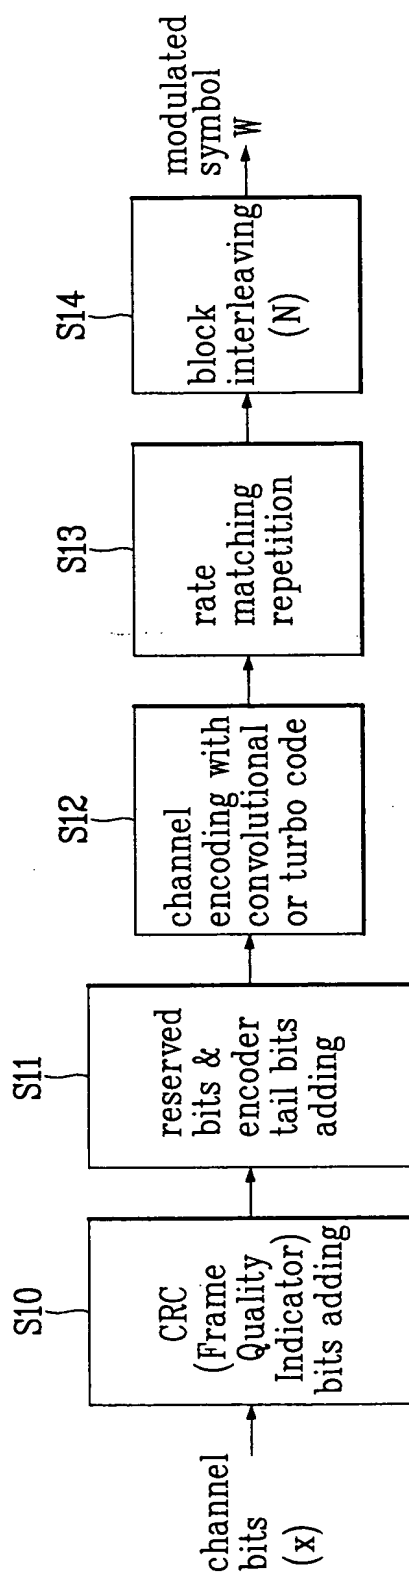 channel
bits
(x)
S10
CRC
(Frame
Quality
Indicator)
bits adding
S11
reserved
bits &
encoder
tail bits
adding
S12
channel
encoding with
convolutional
or turbo code
S13
rate
matching
repetition
S14
block
interleaving
(N)
modulated
symbol
W